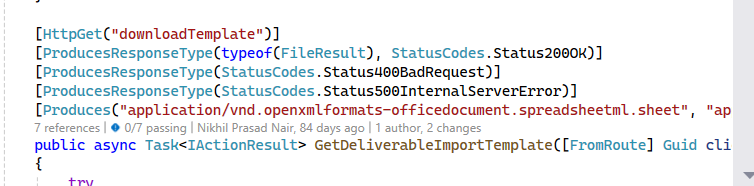 [HttpGet("downloadTemplate")]
[ProducesResponseType(typeof(FileResult), StatusCodes.Status200OK)]
[ProducesResponseType(StatusCodes.Status400BadRequest)]
[ProducesResponseType(StatusCodes.Status500InternalServerError)]
[Produces("application/vnd.openxmlformats-officedocument.spreadsheetml.sheet", "ap
7 references | 0/7 passing | Nikhil Prasad Nair, 84 days ago | 1 author, 2 changes
public async Task<IActionResult> GetDeliverableImportTemplate([FromRoute] Guid cli
{
try